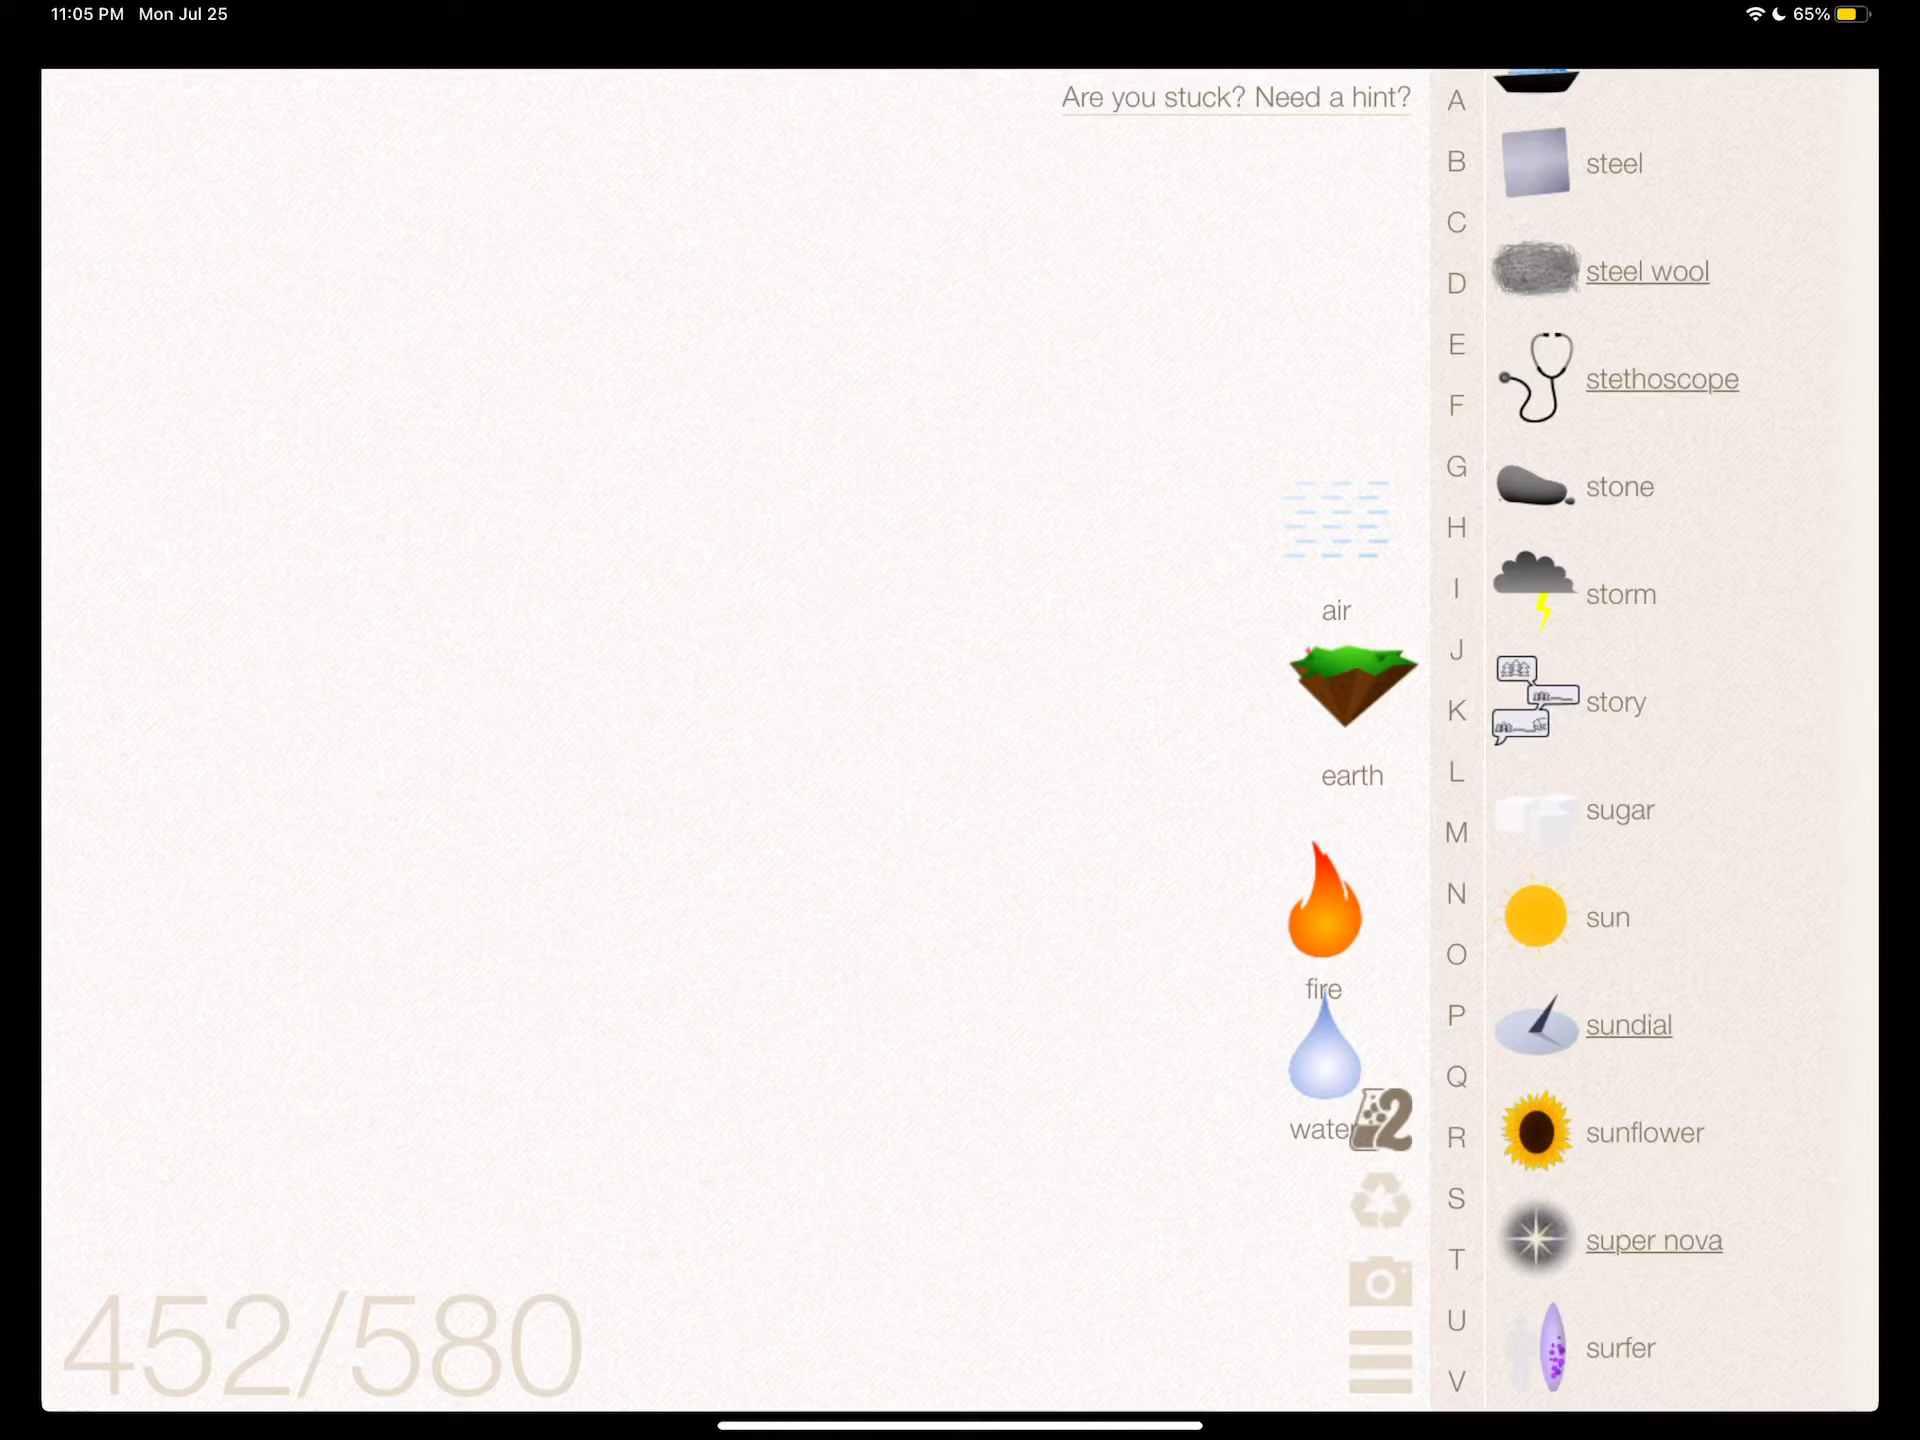 11:05 PM Mon Jul 25
65%
Are you stuck? Need a hint?
A
B
C
D
E
F
G
H
I
J
K
L
M
N
O
P
Q
R
S
T
U
V
steel
steel wool
stethoscope
stone
storm
story
sugar
sun
sundial
sunflower
super nova
surfer
air
earth
fire
water
2
452/580